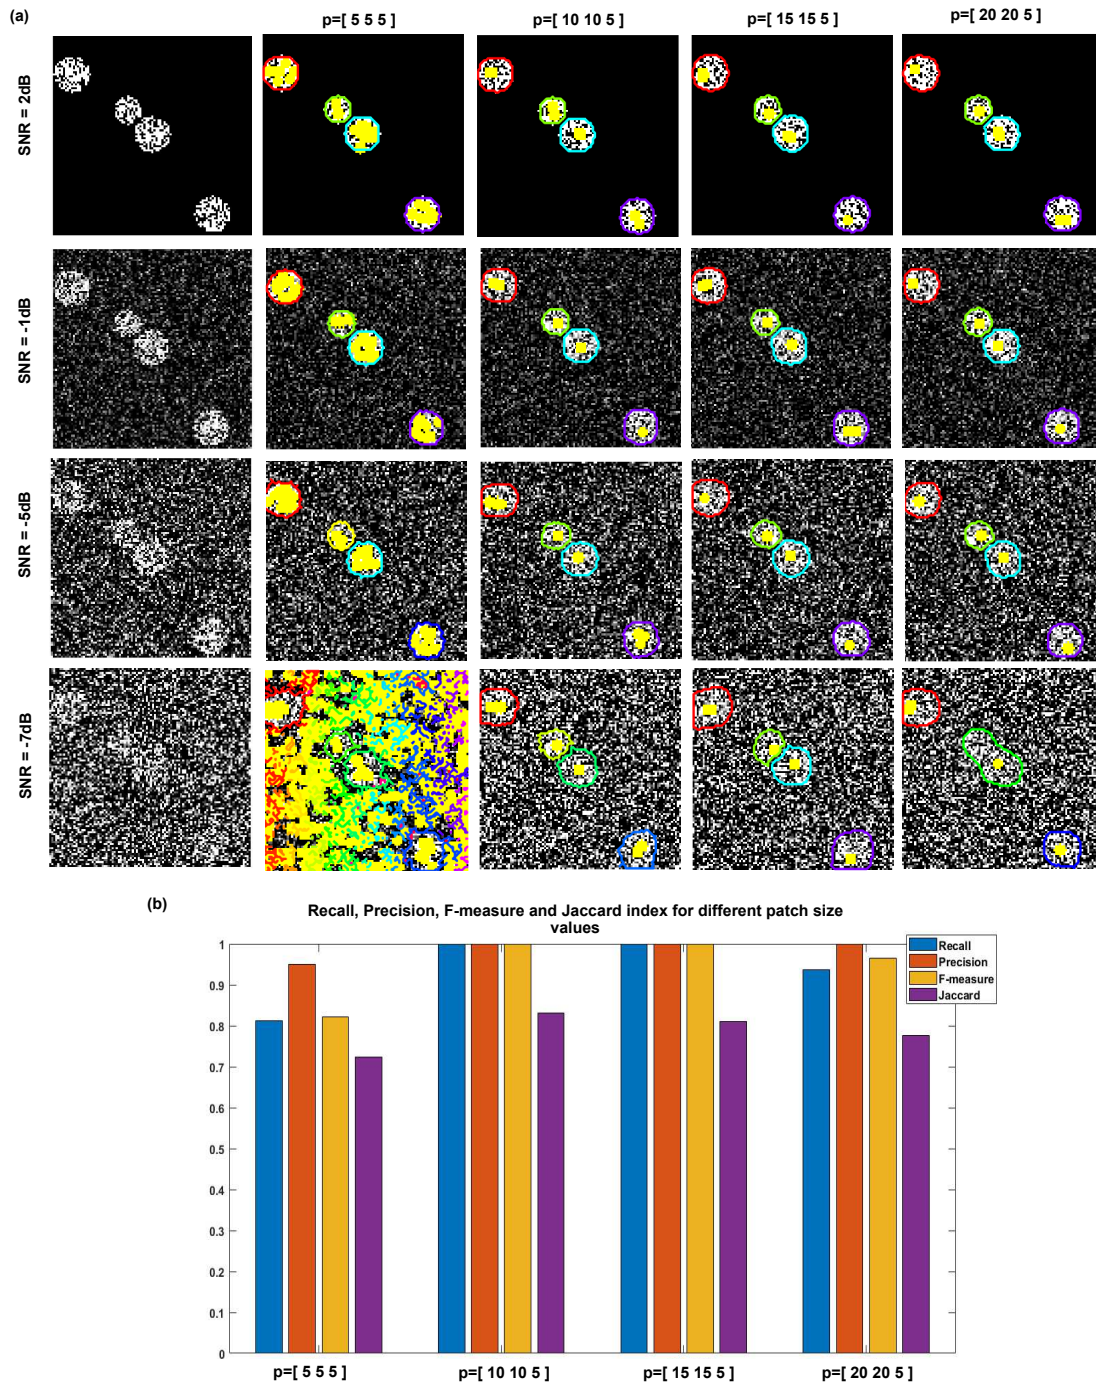 (a)
p=[ 5 5 5 ]
p=[ 10 10 5 ]
p=[ 15 15 5 ]
p=[ 20 20 5 ]
SNR = 2dB
SNR = -1dB
SNR = -5dB
SNR = -7dB
(b)
Recall, Precision, F-measure and Jaccard index for different patch size
values
Recall
Precision
F-measure
Jaccard
1
0.9
0.8
0.7
0.6
0.5
0.4
0.3
0.2
0.1
0
p=[ 5 5 5 ]
p=[ 10 10 5 ]
p=[ 15 15 5 ]
p=[ 20 20 5 ]